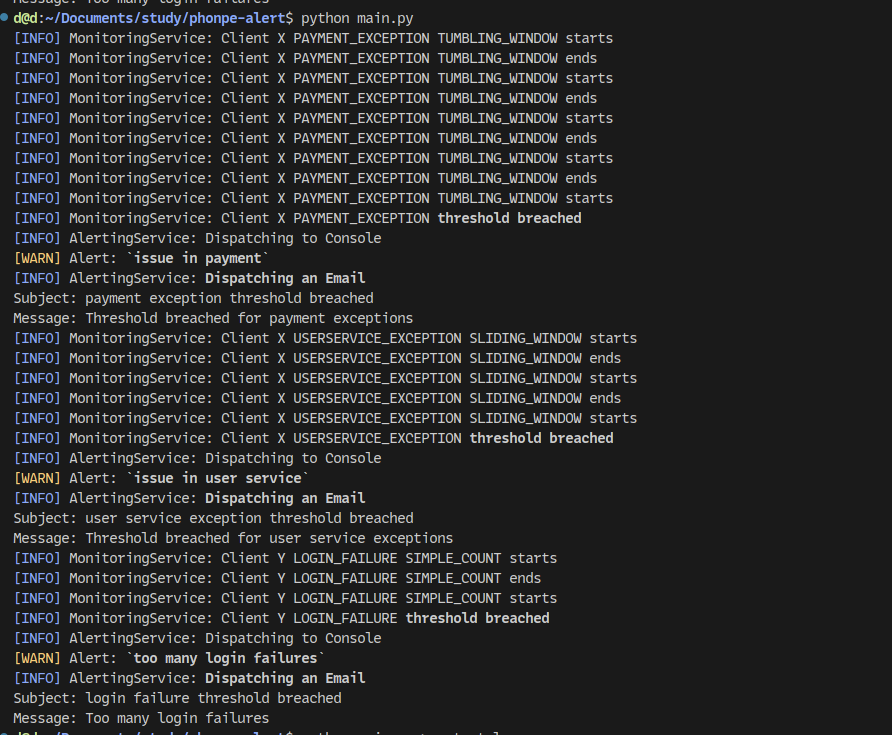 Message: Too many login failures
d@d:~/Documents/study/phonpe-alert$ python main.py
[INFO] MonitoringService: Client X PAYMENT_EXCEPTION TUMBLING_WINDOW starts
[INFO] MonitoringService: Client X PAYMENT_EXCEPTION TUMBLING_WINDOW ends
[INFO] MonitoringService: Client X PAYMENT_EXCEPTION TUMBLING_WINDOW starts
[INFO] MonitoringService: Client X PAYMENT_EXCEPTION TUMBLING_WINDOW ends
[INFO] MonitoringService: Client X PAYMENT_EXCEPTION TUMBLING_WINDOW starts
[INFO] MonitoringService: Client X PAYMENT_EXCEPTION TUMBLING_WINDOW ends
[INFO] MonitoringService: Client X PAYMENT_EXCEPTION TUMBLING_WINDOW starts
[INFO] MonitoringService: Client X PAYMENT_EXCEPTION TUMBLING_WINDOW ends
[INFO] MonitoringService: Client X PAYMENT_EXCEPTION TUMBLING_WINDOW starts
[INFO] MonitoringService: Client X PAYMENT_EXCEPTION threshold breached
[INFO] AlertingService: Dispatching to Console
[WARN] Alert: `issue in payment`
[INFO] AlertingService: Dispatching an Email
Subject: payment exception threshold breached
Message: Threshold breached for payment exceptions
[INFO] MonitoringService: Client X USERSERVICE_EXCEPTION SLIDING_WINDOW starts
[INFO] MonitoringService: Client X USERSERVICE_EXCEPTION SLIDING_WINDOW ends
[INFO] MonitoringService: Client X USERSERVICE_EXCEPTION SLIDING_WINDOW starts
[INFO] MonitoringService: Client X USERSERVICE_EXCEPTION SLIDING_WINDOW ends
[INFO] MonitoringService: Client X USERSERVICE_EXCEPTION SLIDING_WINDOW starts
[INFO] MonitoringService: Client X USERSERVICE_EXCEPTION threshold breached
[INFO] AlertingService: Dispatching to Console
[WARN] Alert: `issue in user service`
[INFO] AlertingService: Dispatching an Email
Subject: user service exception threshold breached
Message: Threshold breached for user service exceptions
[INFO] MonitoringService: Client Y LOGIN_FAILURE SIMPLE_COUNT starts
[INFO] MonitoringService: Client Y LOGIN_FAILURE SIMPLE_COUNT ends
[INFO] MonitoringService: Client Y LOGIN_FAILURE SIMPLE_COUNT starts
[INFO] MonitoringService: Client Y LOGIN_FAILURE threshold breached
[INFO] AlertingService: Dispatching to Console
[WARN] Alert: `too many login failures`
[INFO] AlertingService: Dispatching an Email
Subject: login failure threshold breached
Message: Too many login failures